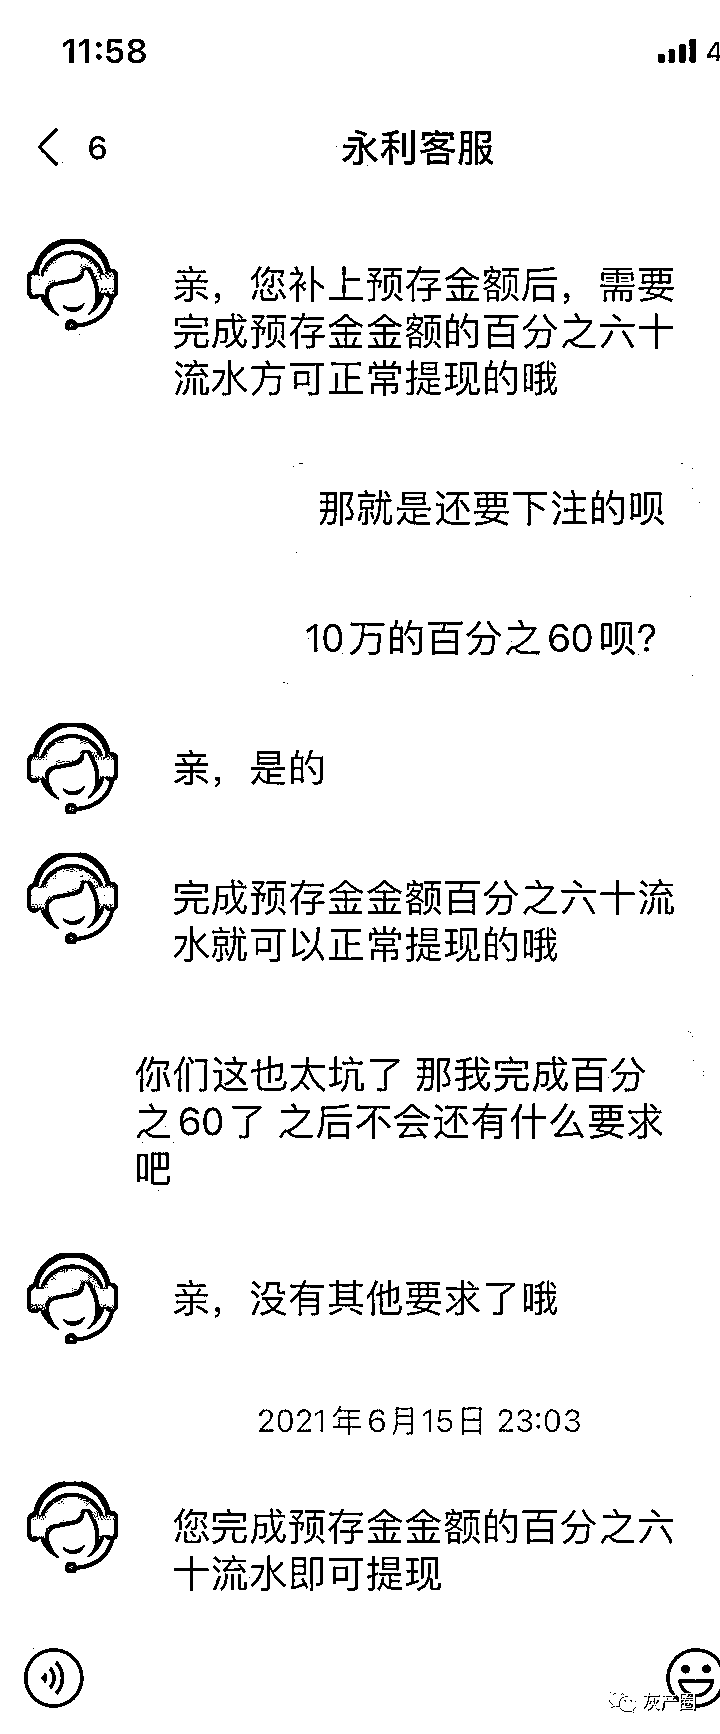 11:58
4
6
永利客服
亲，您补上预存金额后，需要
完成预存金金额的百分之六十
流水方可正常提现的哦
那就是还要下注的呗
10万的百分之60呗？
亲，是的
完成预存金金额百分之六十流
水就可以正常提现的哦
你们这也太坑了 那我完成百分
之60了 之后不会还有什么要求
吧
亲，没有其他要求了哦
2021年6月15日 23:03
您完成预存金金额的百分之六
十流水即可提现
灰产圈